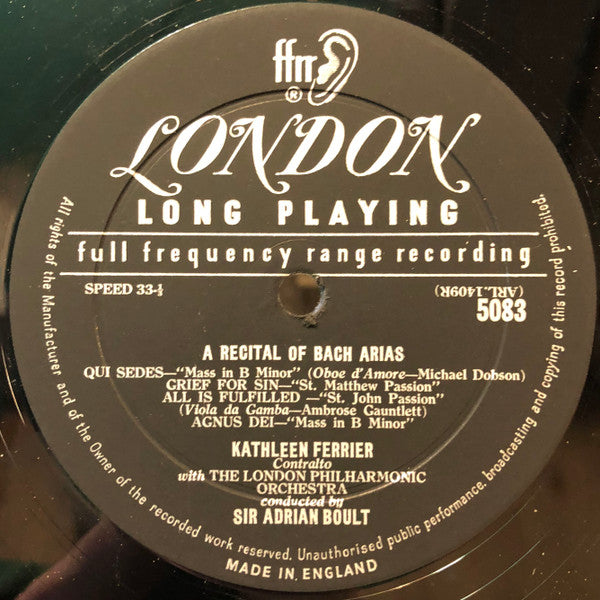 ffrr
®
LONDON
LONG PLAYING
full frequency range recording
SPEED 33-⅓
(ARL.1409R)
5083
A RECITAL OF BACH ARIAS
QUI SEDES—"Mass in B Minor" (Oboe d'Amore—Michael Dobson)
GRIEF FOR SIN—"St. Matthew Passion"
ALL IS FULFILLED—"St. John Passion"
(Viola da Gamba—Ambrose Gauntlett)
AGNUS DEI—"Mass in B Minor"
KATHLEEN FERRIER
Contralto
with THE LONDON PHILHARMONIC
ORCHESTRA
conducted by
SIR ADRIAN BOULT
All rights of the Manufacturer and of the Owner of the recorded work reserved. Unauthorised public performance, broadcasting and copying of this record prohibited.
MADE IN ENGLAND